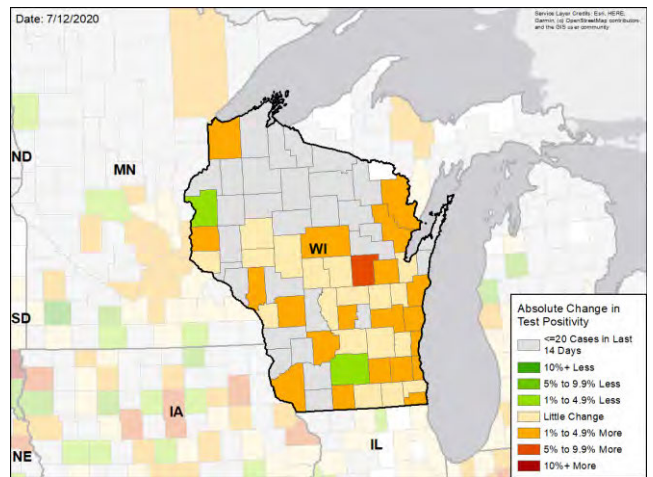 Date: 7/12/2020
Service Layer Credits: Esri, HERE,
Garmin, (c) OpenStreetMap contributors,
and the GIS user community
ND
MN
WI
SD
IA
NE
IL
Absolute Change in
Test Positivity
<=20 Cases in Last
14 Days
10%+ Less
5% to 9.9% Less
1% to 4.9% Less
Little Change
1% to 4.9% More
5% to 9.9% More
10%+ More